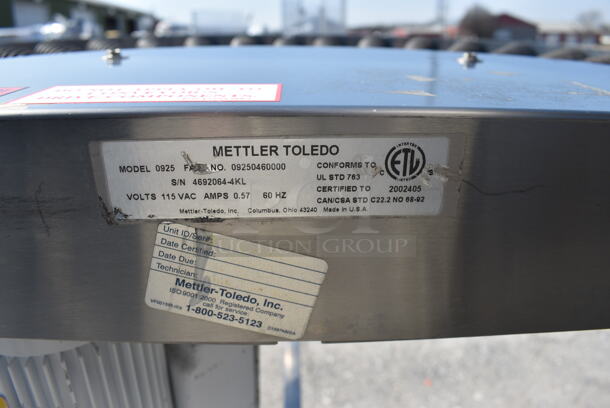 METTLER TOLEDO
MODEL 0925 NO. 09250460000
S/N 4692064-4KL
VOLTS 115 VAC AMPS 0.57 60 HZ
Mettler-Toledo, Inc. Columbus, Ohio 43240 Made in U.S.A.
CONFORMS TO
UL STD 763
CERTIFIED TO
CAN/CSA STD C22.2 NO 68-92
C ETL
2002405
AUCTION GROUP
Unit ID/Serial
Date Certified:
Date Due:
Technician:
Mettler-Toledo, Inc.
ISO 9001:2000 Registered Company
call for service:
1-800-523-5123